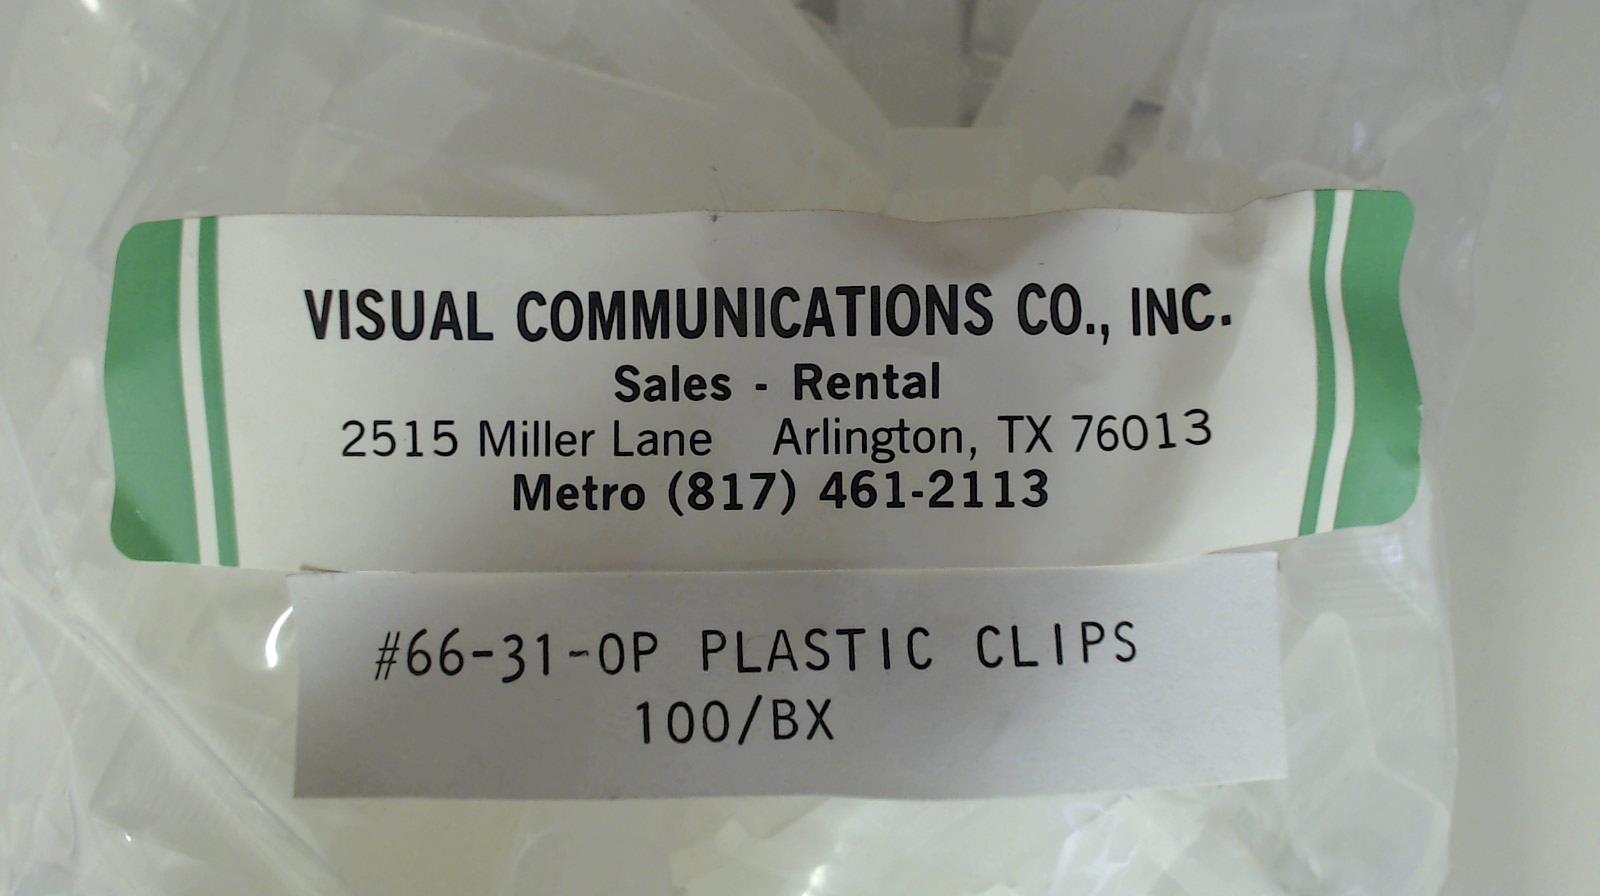 VISUAL COMMUNICATIONS CO., INC.
Sales - Rental
2515 Miller Lane Arlington, TX 76013
Metro (817) 461-2113
#66-31-OP PLASTIC CLIPS
100/BX